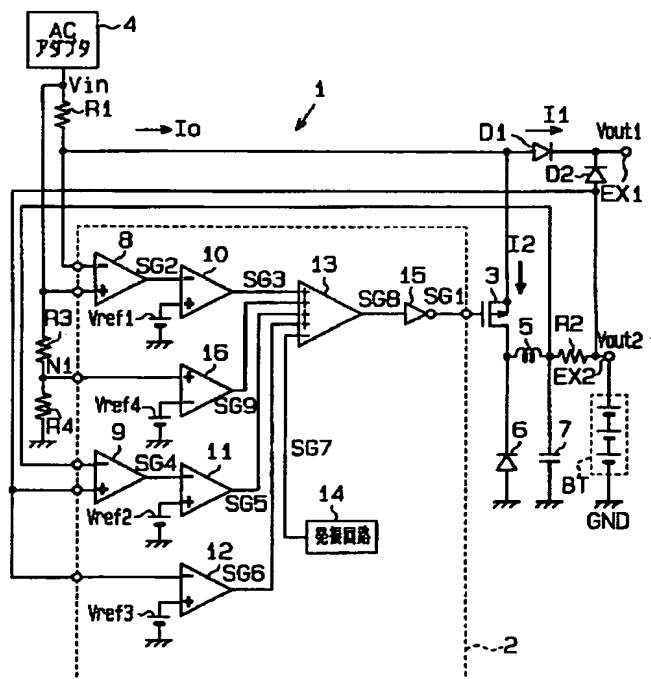 AC
アダプタ
4
Vin
R1
1
Io
D1
I1
Vout1
D2
EX1
8
SG2
10
SG3
13
SG8
15
SG1
I2
3
Vref1
R3
N1
R4
16
SG9
Vref4
5
R2
Vout2
EX2
9
SG4
11
SG5
SG7
6
7
BT
GND
Vref2
14
発振回路
12
SG6
Vref3
2